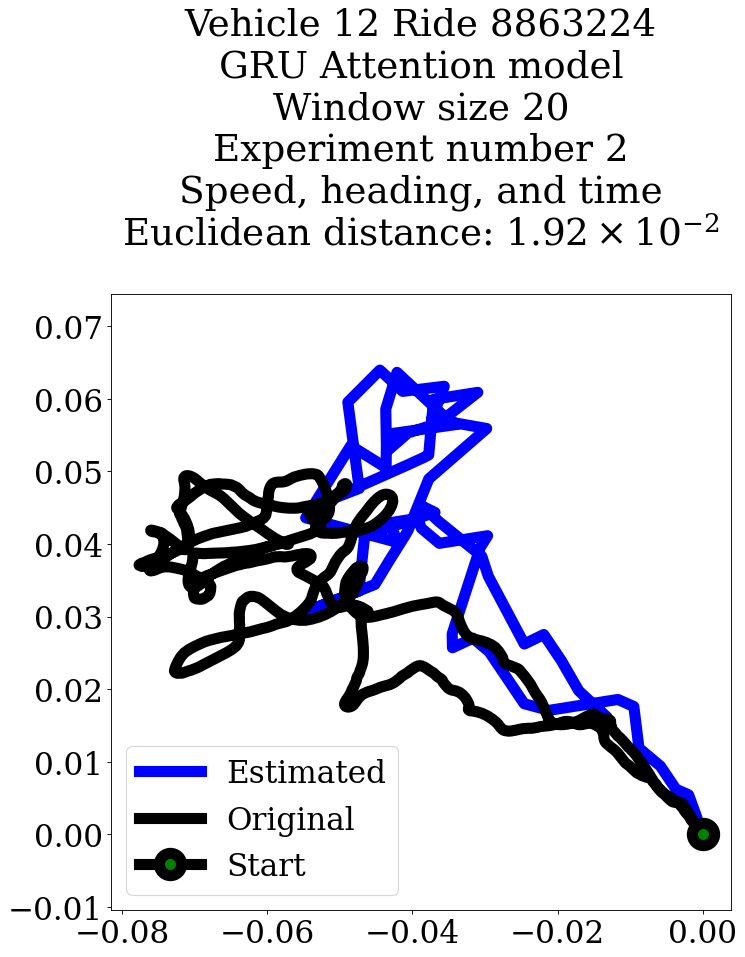 Vehicle 12 Ride 8863224
GRU Attention model
Window size 20
Experiment number 2
Speed, heading, and time
Euclidean distance: 1.92 × 10⁻²
0.07
0.06
0.05
0.04
0.03
0.02
0.01
0.00
−0.01
Estimated
Original
Start
−0.08 −0.06 −0.04 −0.02 0.00